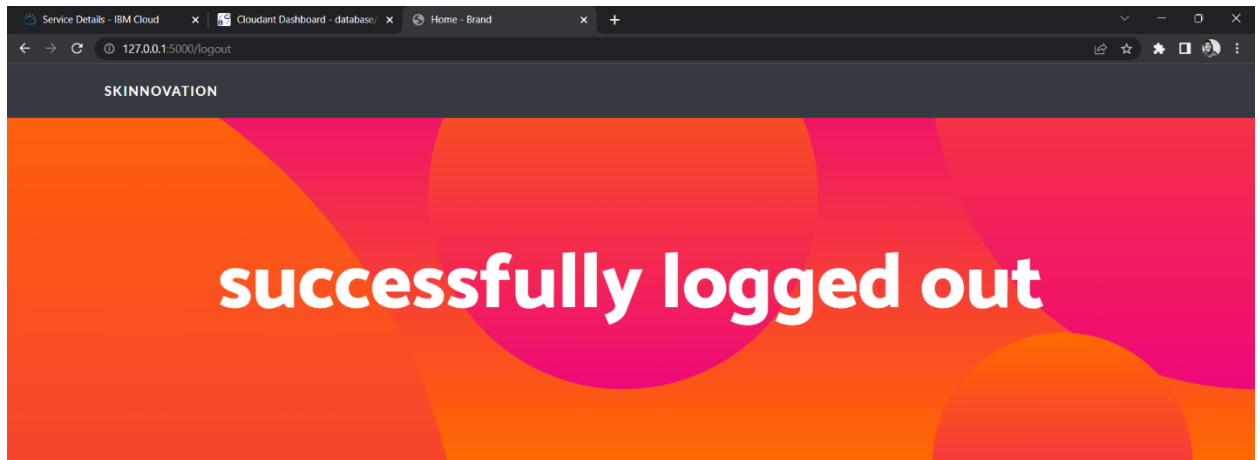 Service Details - IBM Cloud
Cloudant Dashboard - database/
Home - Brand
127.0.0.1:5000/logout
SKINNOVATION
successfully logged out